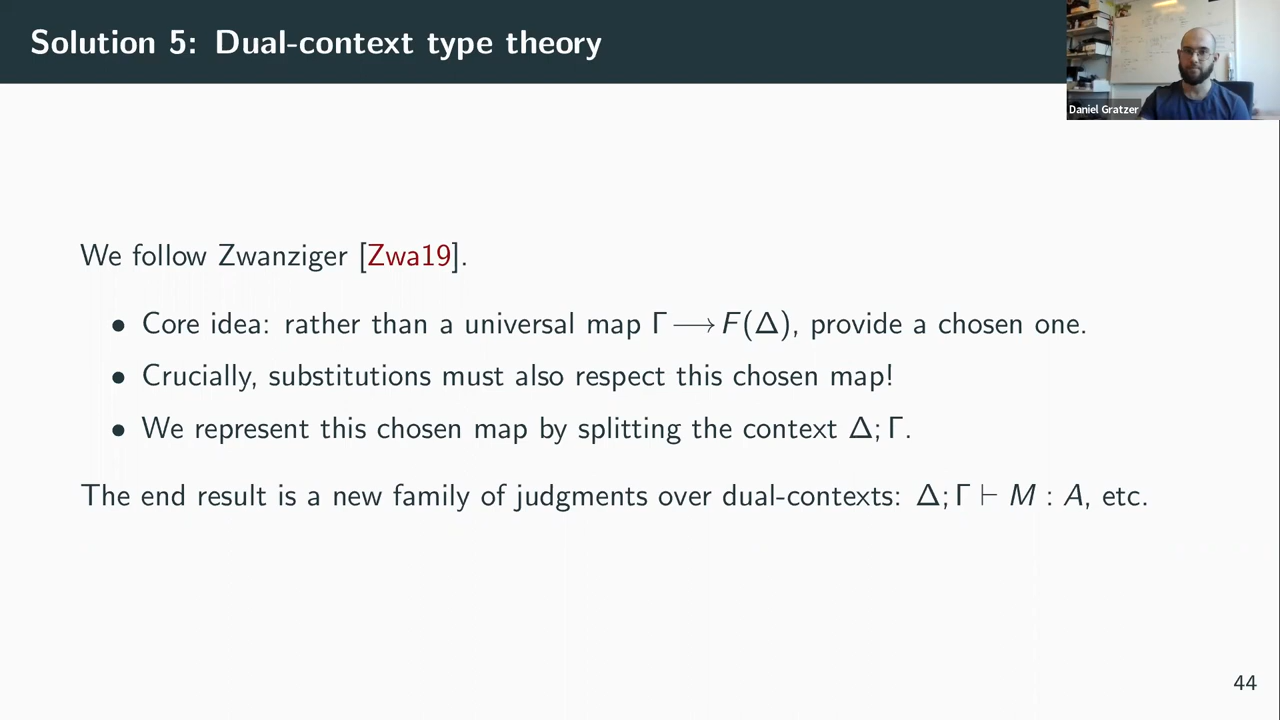 Solution 5: Dual-context type theory
Daniel Gratzer
We follow Zwanziger [Zwa19].
• Core idea: rather than a universal map Γ ⟶ F(Δ), provide a chosen one.
• Crucially, substitutions must also respect this chosen map!
• We represent this chosen map by splitting the context Δ; Γ.
The end result is a new family of judgments over dual-contexts: Δ; Γ ⊢ M : A, etc.
44